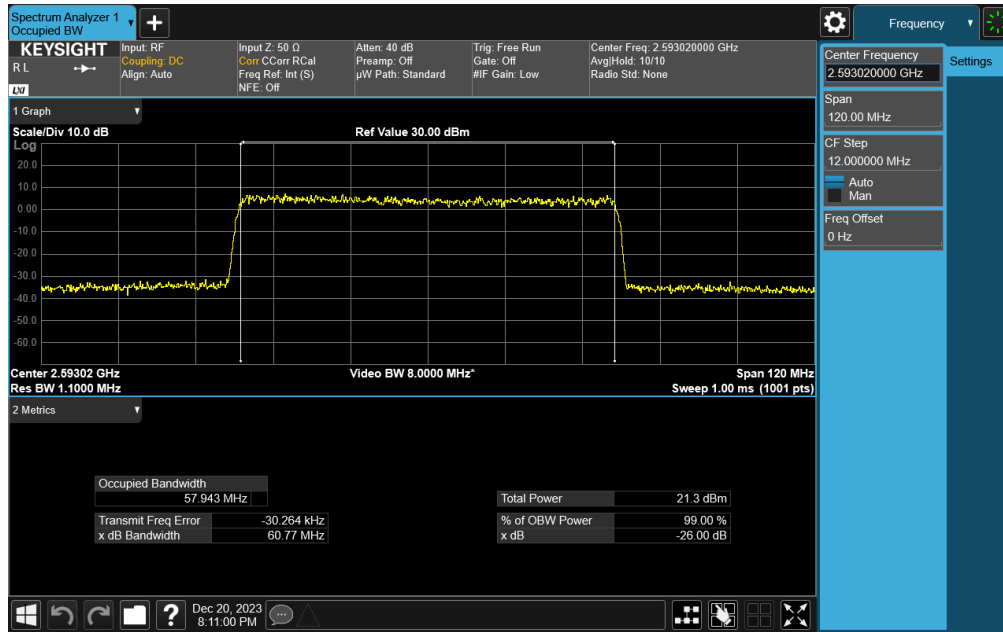 Spectrum Analyzer 1
Occupied BW
Frequency
KEYSIGHT
R L
LXI
Input: RF
Coupling: DC
Align: Auto
Input Z: 50 Ω
Corr CCorr RCal
Freq Ref: Int (S)
NFE: Off
Atten: 40 dB
Preamp: Off
µW Path: Standard
Trig: Free Run
Gate: Off
#IF Gain: Low
Center Freq: 2.593020000 GHz
Avg|Hold: 10/10
Radio Std: None
Center Frequency
2.593020000 GHz
Settings
Span
120.00 MHz
CF Step
12.000000 MHz
Auto
Man
Freq Offset
0 Hz
1 Graph
Scale/Div 10.0 dB
Ref Value 30.00 dBm
Log
20.0
10.0
0.00
-10.0
-20.0
-30.0
-40.0
-50.0
-60.0
Center 2.59302 GHz
Video BW 8.0000 MHz*
Span 120 MHz
Res BW 1.1000 MHz
Sweep 1.00 ms (1001 pts)
2 Metrics
Occupied Bandwidth
57.943 MHz
Total Power 21.3 dBm
Transmit Freq Error -30.264 kHz
% of OBW Power 99.00 %
x dB Bandwidth 60.77 MHz
x dB -26.00 dB
?
Dec 20, 2023
8:11:00 PM